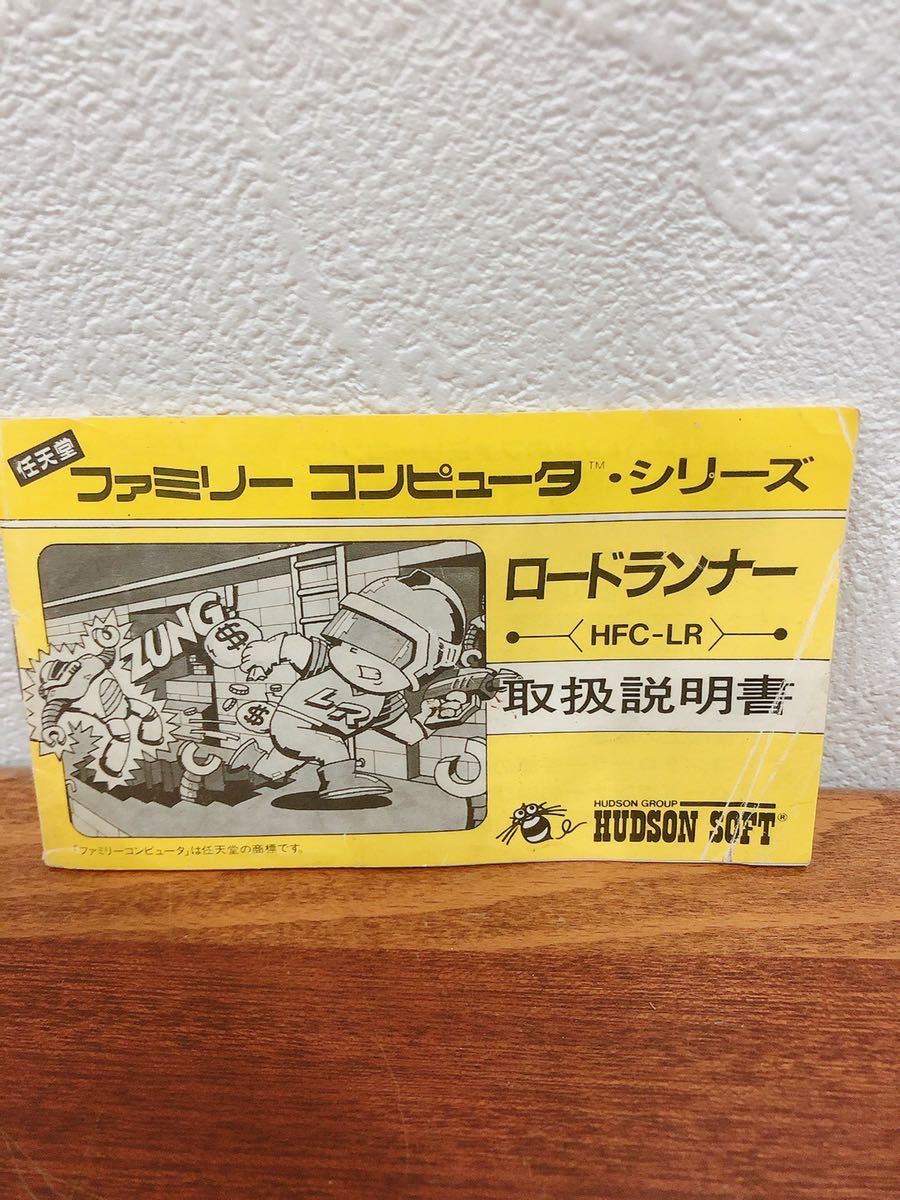 任天堂
ファミリー コンピュータ™・シリーズ
ロードランナー
HFC-LR
取扱説明書
ZUNG!!
$
$
LR
HUDSON GROUP
HUDSON SOFT®
「ファミリーコンピュータ」は任天堂の商標です。